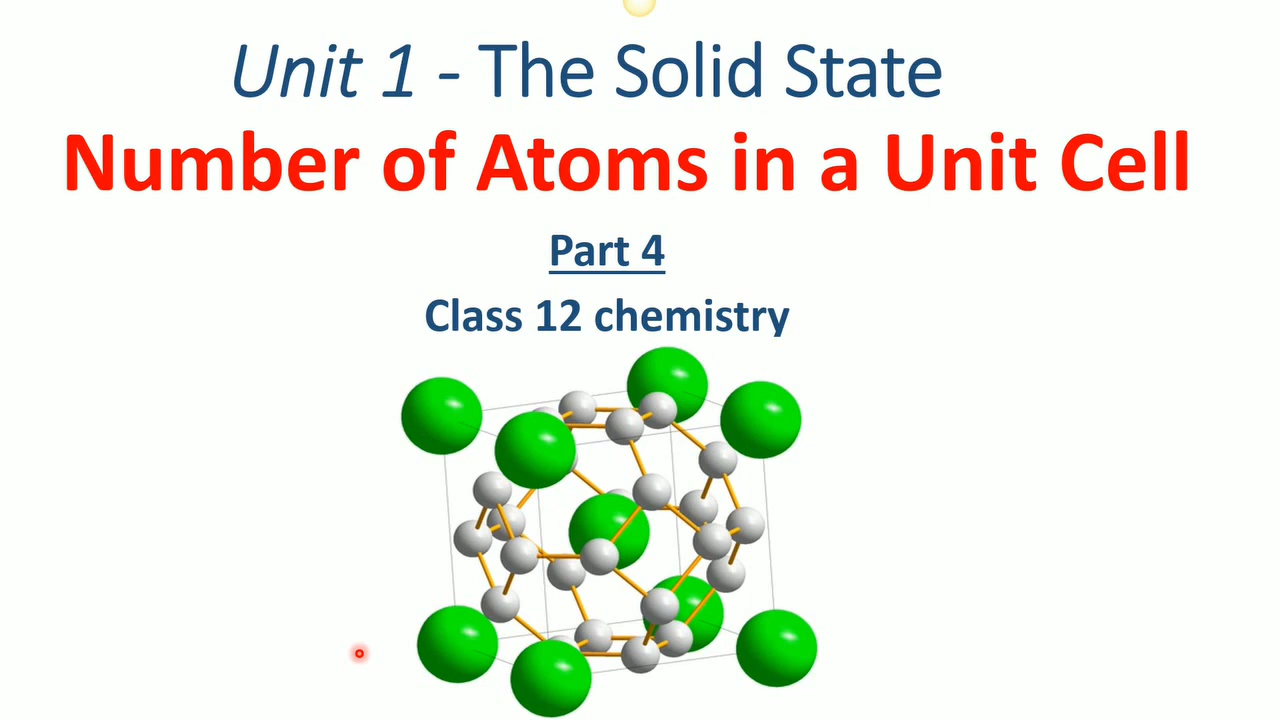 Unit 1 - The Solid State
Number of Atoms in a Unit Cell
Part 4
Class 12 chemistry